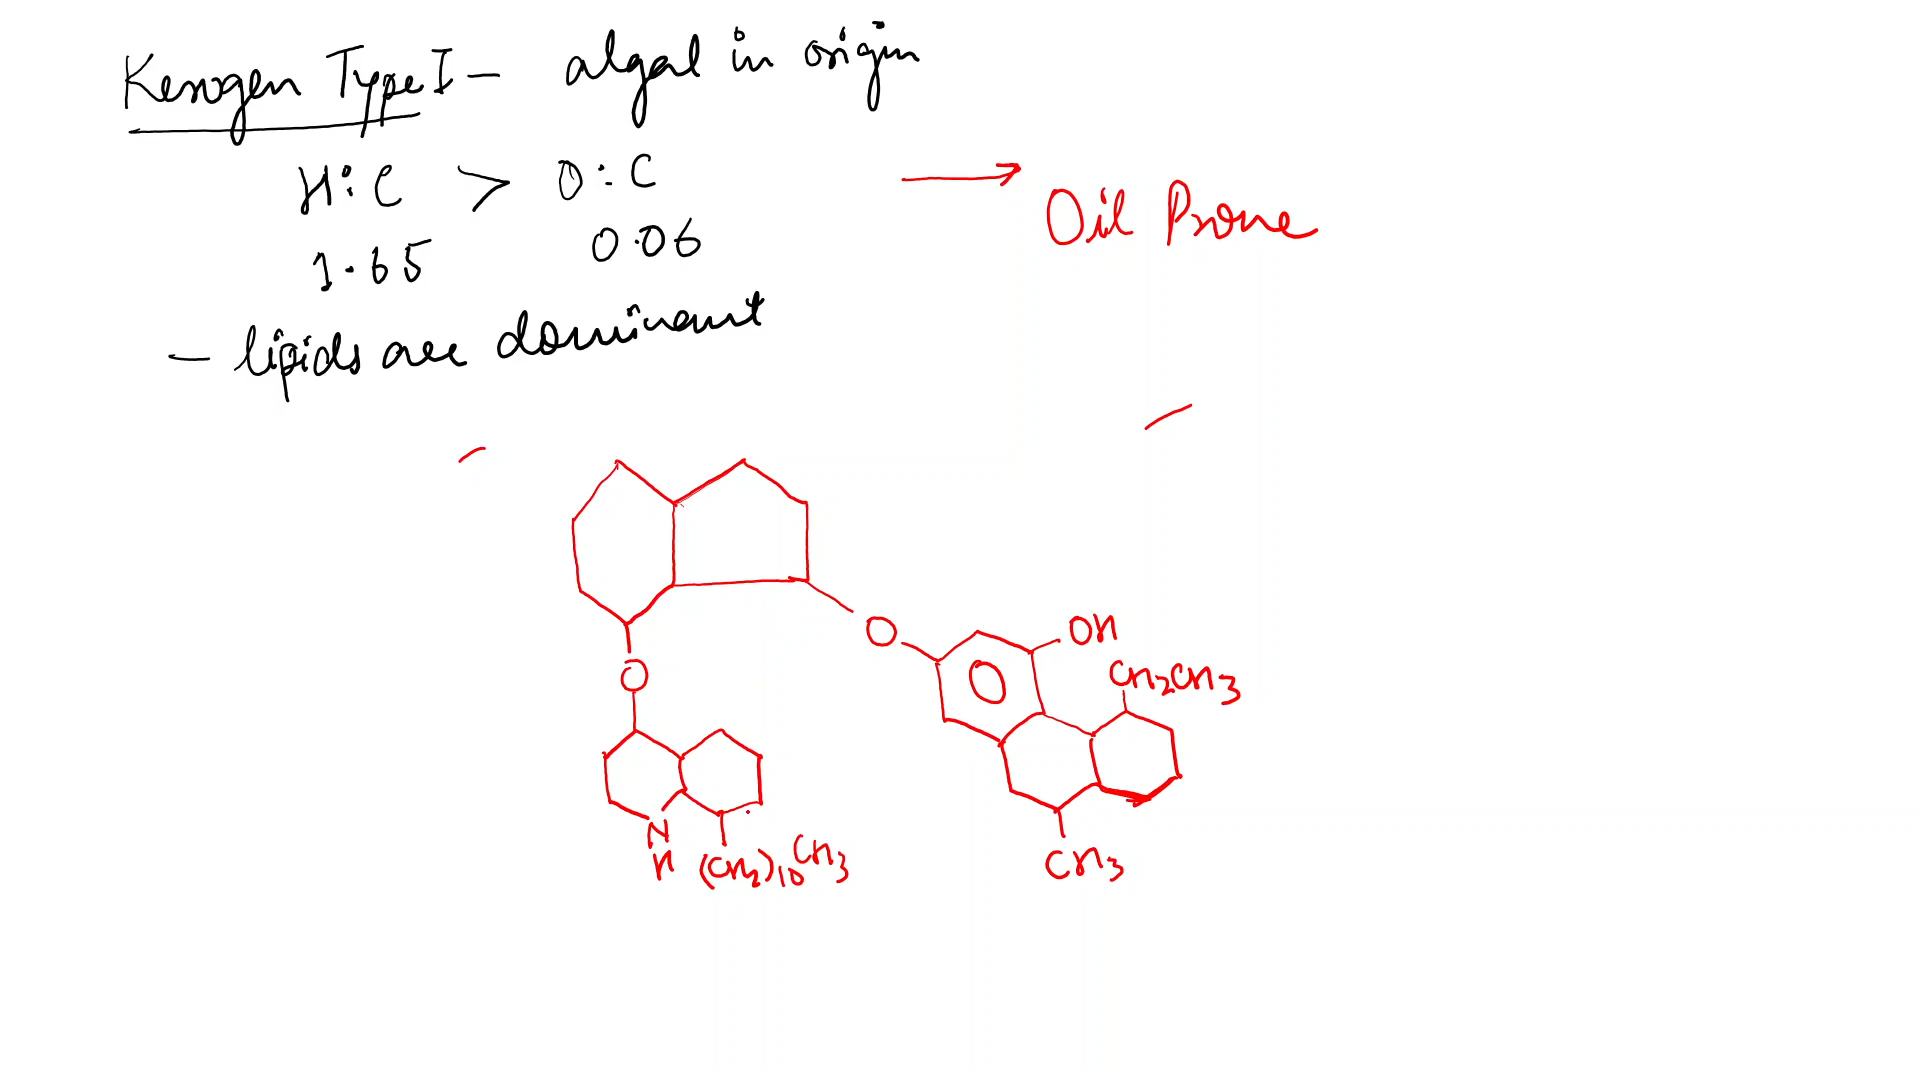 Kerogen Type I - algal in origin
H:C > O:C
→ Oil Prone
1.65 0.06
- lipids are dominant
O
OH
CH2CH3
O
N
H
(CH2)10CH3
CH3